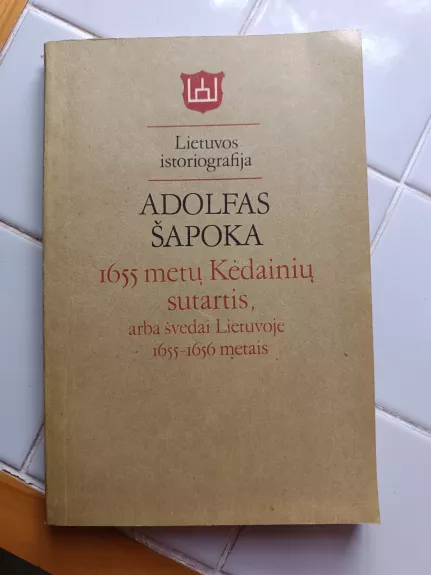 Lietuvos
istoriografija
ADOLFAS
ŠAPOKA
1655 metų Kėdainių
sutartis,
arba švedai Lietuvoje
1655–1656 metais